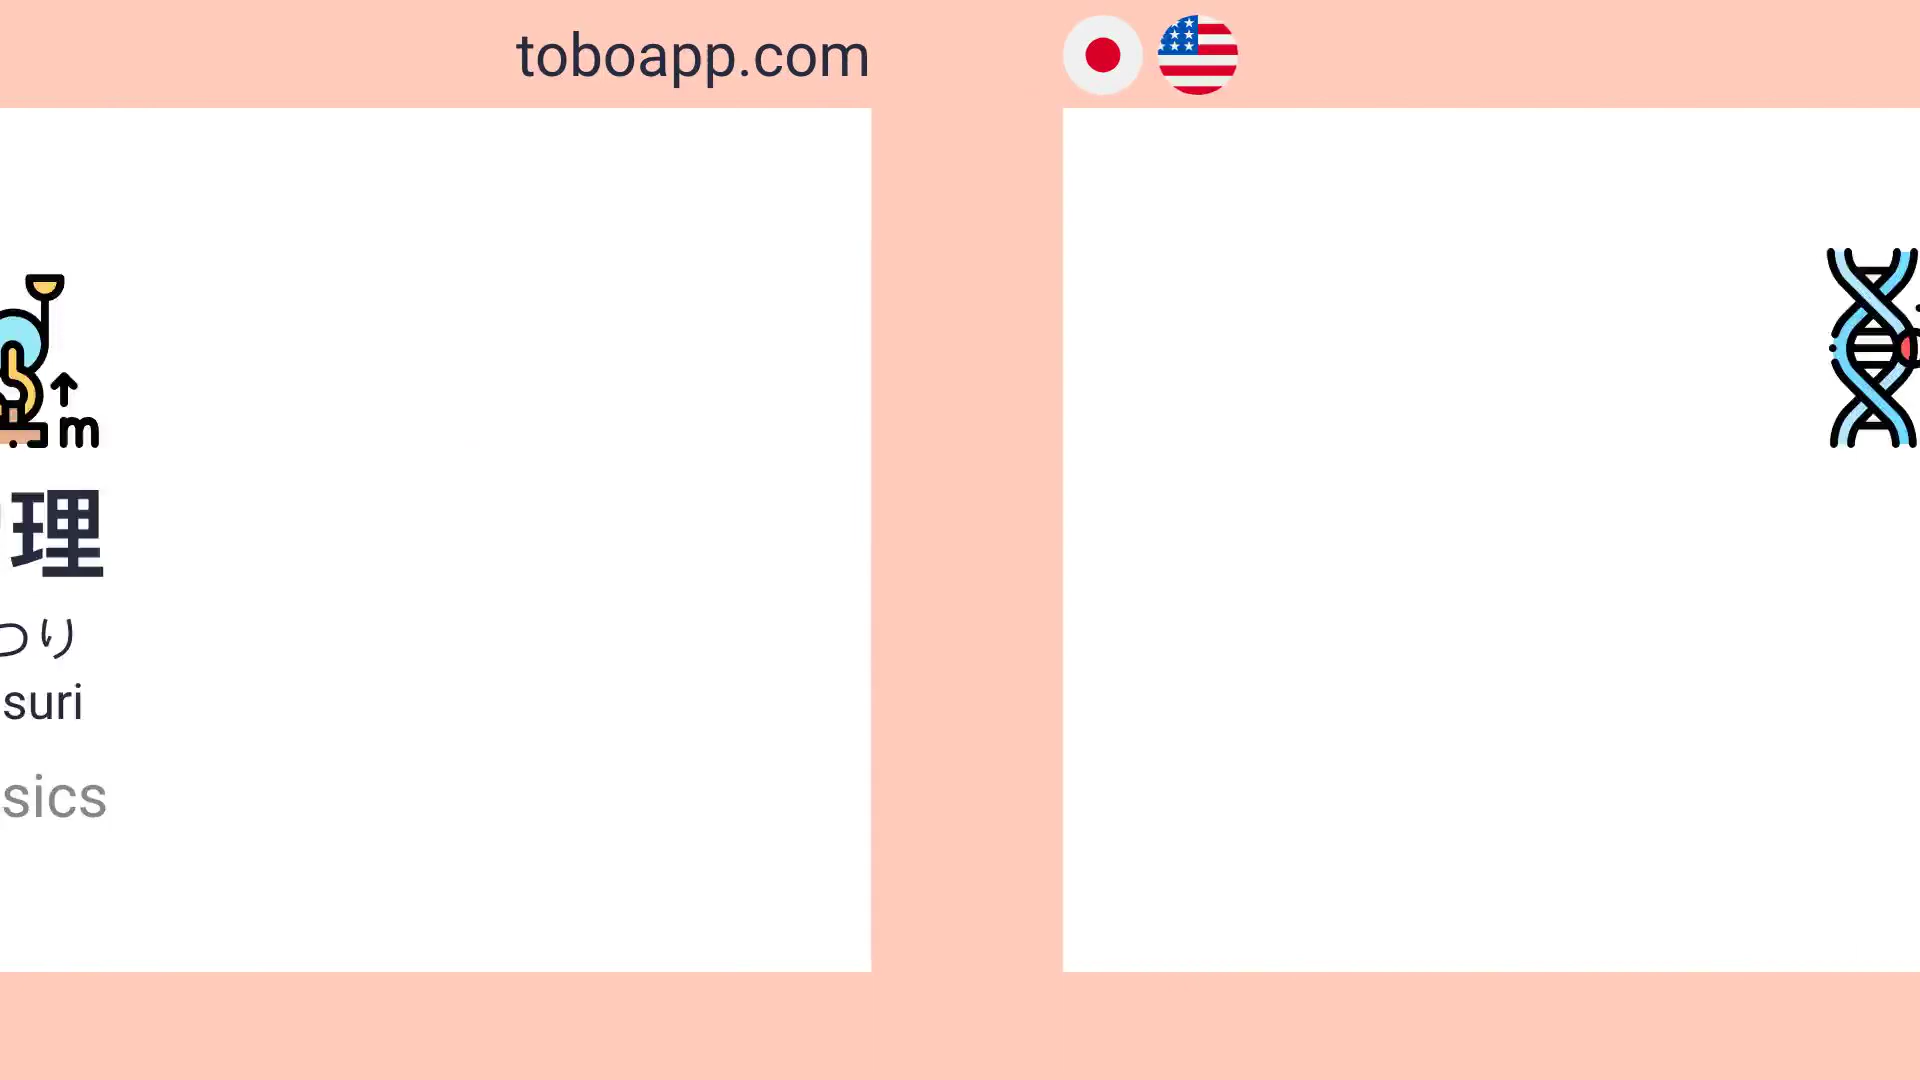 toboapp.com
m
理
つり
suri
sics